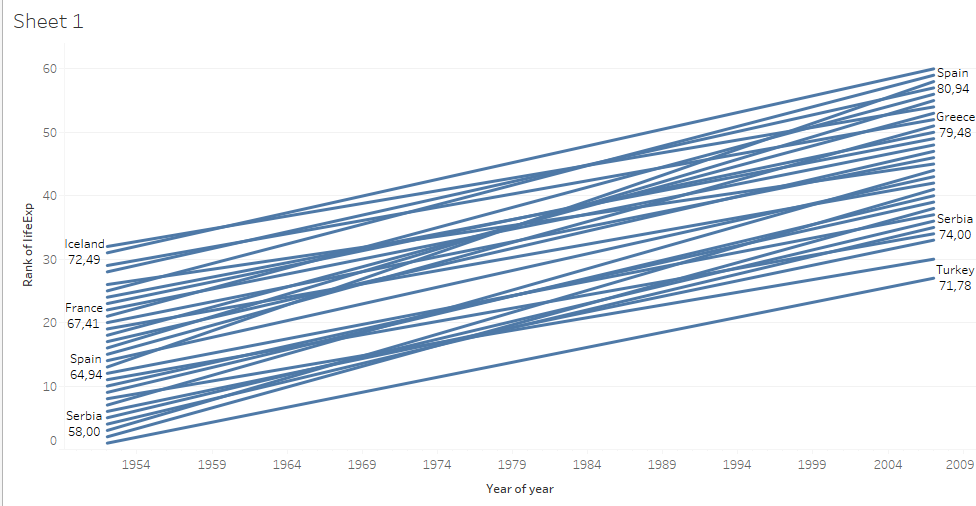 Sheet 1
60
50
40
30
20
10
0
Rank of lifeExp
Iceland
72,49
France
67,41
Spain
64,94
Serbia
58,00
Spain
80,94
Greece
79,48
Serbia
74,00
Turkey
71,78
1954 1959 1964 1969 1974 1979 1984 1989 1994 1999 2004 2009
Year of year